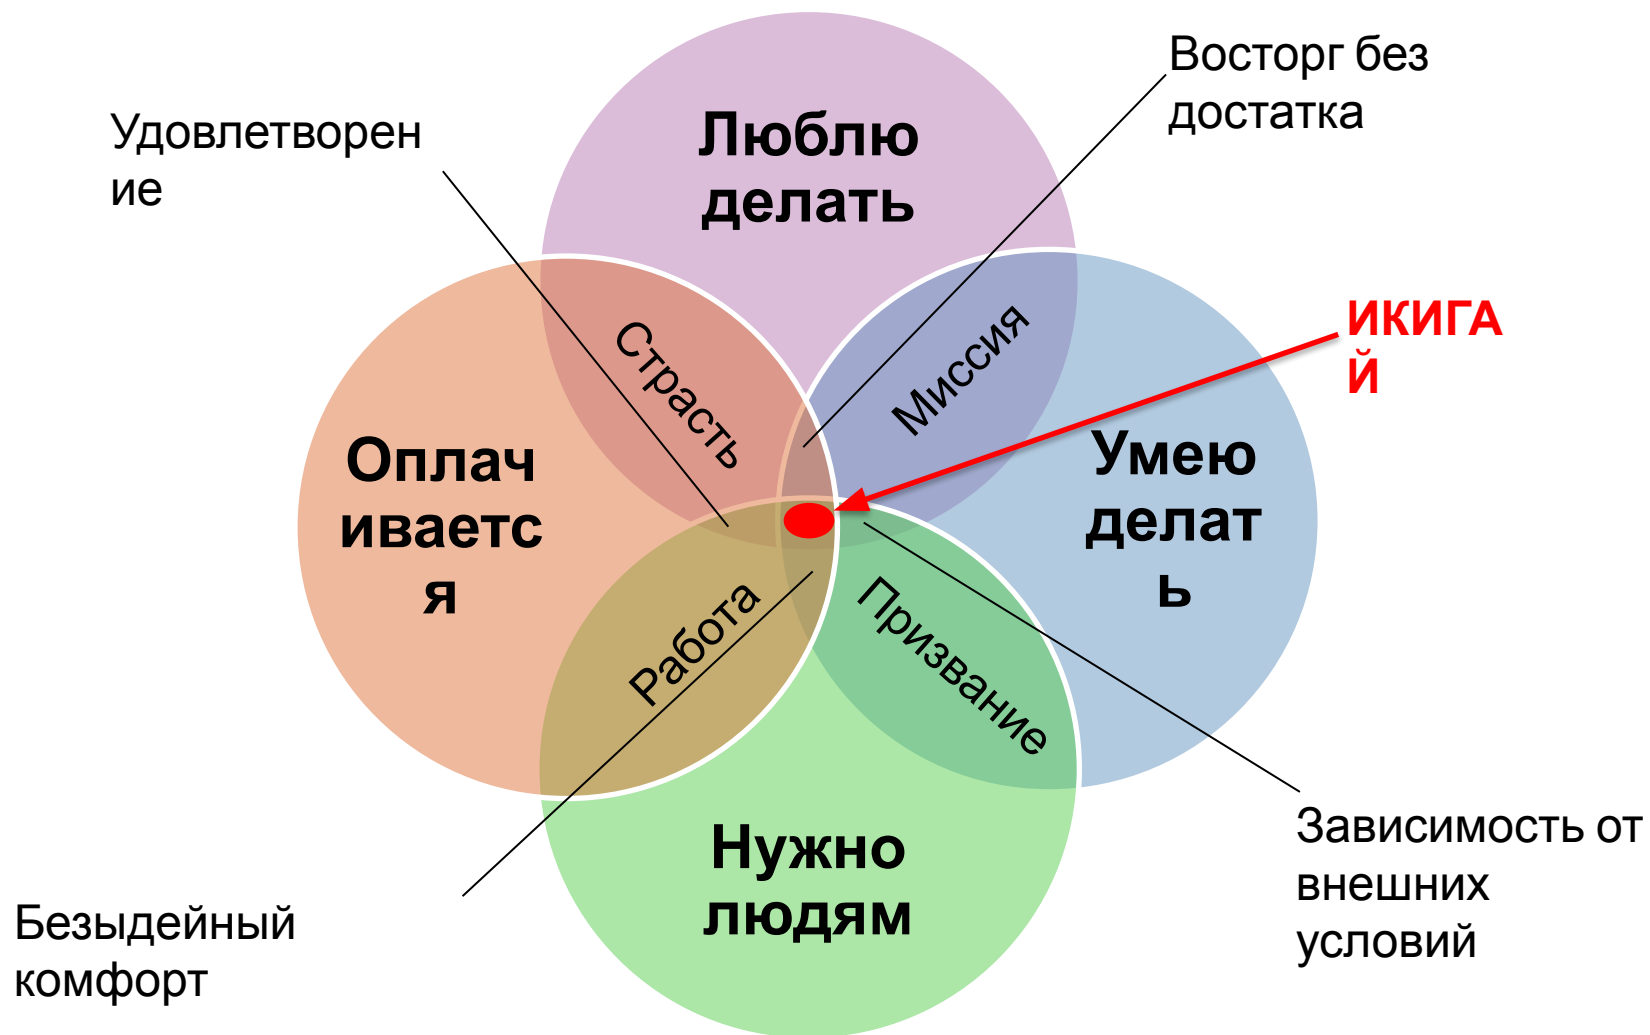 Восторг без
достатка
Удовлетворен
ие
Люблю
делать
ИКИГА
Й
Страсть
Миссия
Оплач
иваетс
я
Умею
делат
ь
Работа
Призвание
Нужно
людям
Зависимость от
внешних
условий
Безыдейный
комфорт